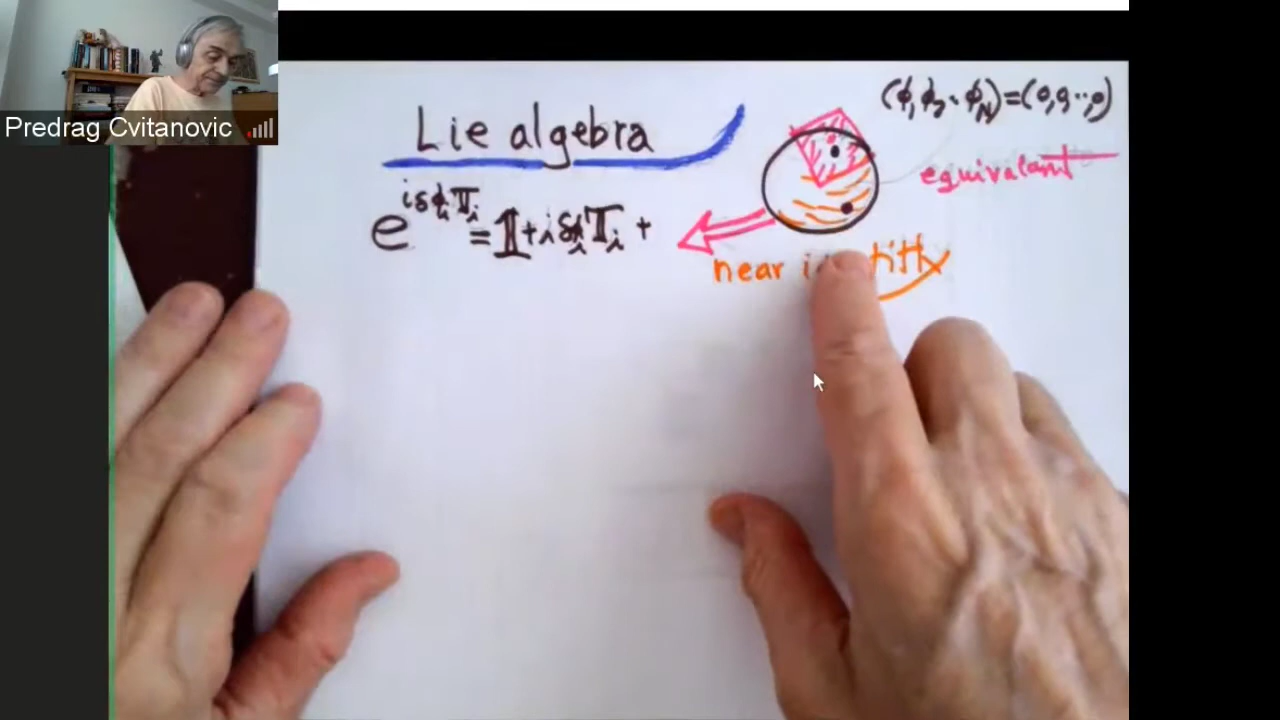 Predrag Cvitanovic
Lie algebra
(ϕ₁ ϕ₂ ·· ϕ_N)=(0,0··,0)
equivalent
e^{iδϕᵢTᵢ} = 1 + iδϕᵢTᵢ +
near